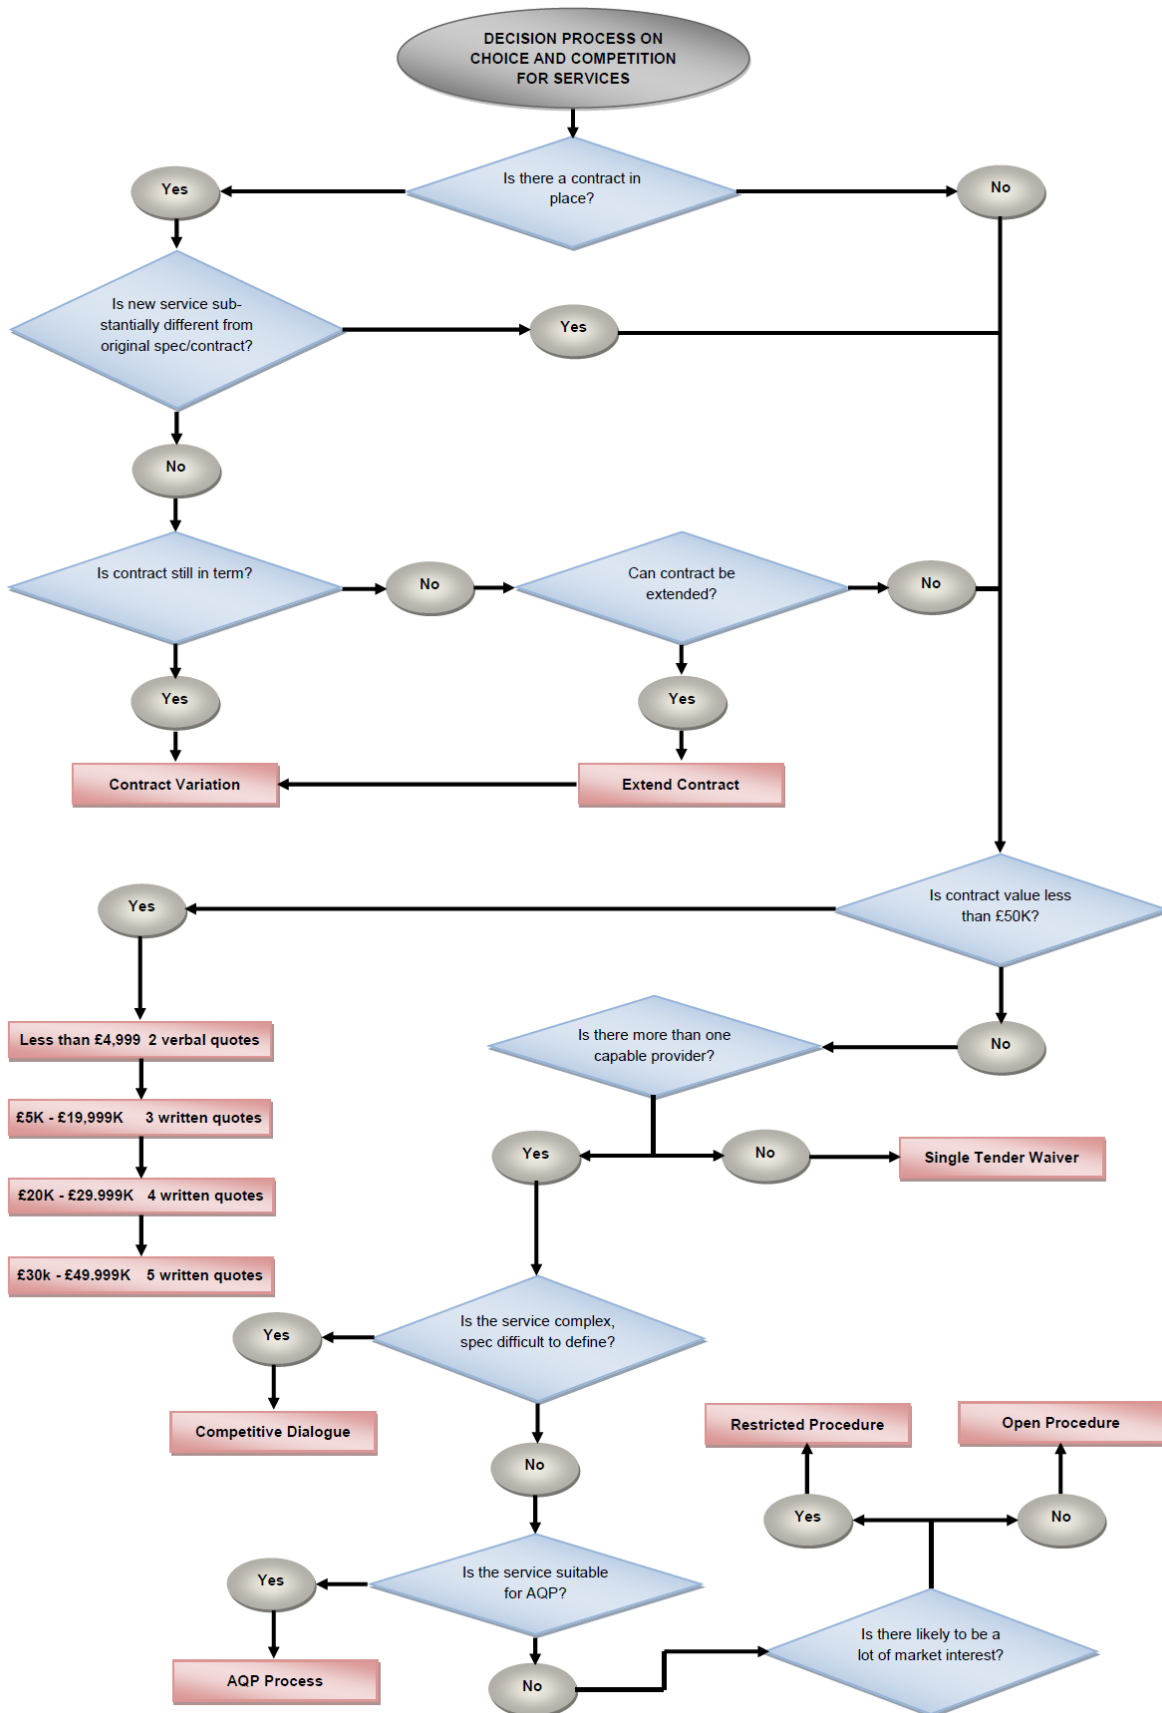 DECISION PROCESS ON
CHOICE AND COMPETITION
FOR SERVICES
Is there a contract in
place?
Yes
No
Is new service sub-
stantially different from
original spec/contract?
Yes
No
Is contract still in term?
No
Can contract be
extended?
No
Yes
Yes
Contract Variation
Extend Contract
Is contract value less
than £50K?
Yes
Less than £4,999 2 verbal quotes
Is there more than one
capable provider?
No
£5K - £19,999K 3 written quotes
Yes
No
Single Tender Waiver
£20K - £29.999K 4 written quotes
£30k - £49.999K 5 written quotes
Is the service complex,
spec difficult to define?
Yes
Competitive Dialogue
Restricted Procedure
Open Procedure
No
Yes
No
Is the service suitable
for AQP?
Yes
Is there likely to be a
lot of market interest?
AQP Process
No